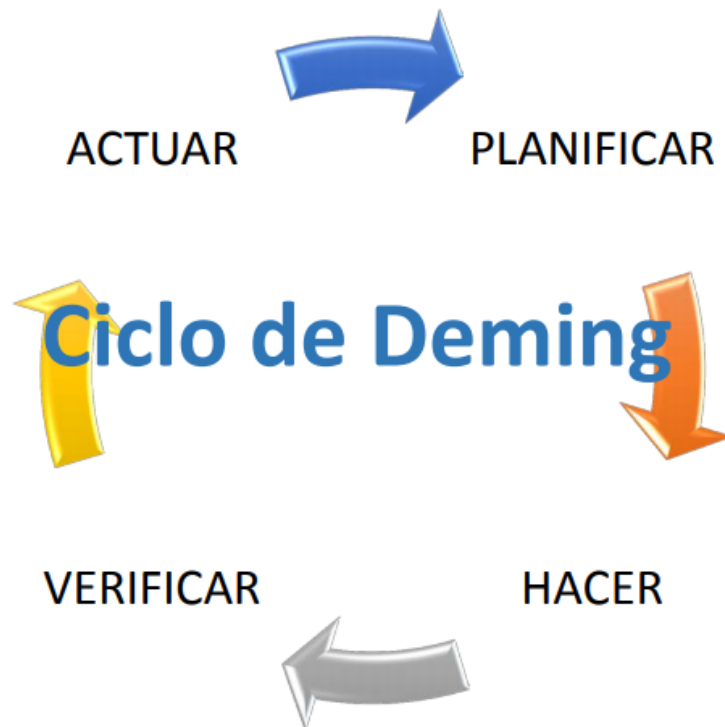 ACTUAR
PLANIFICAR
Ciclo de Deming
VERIFICAR
HACER